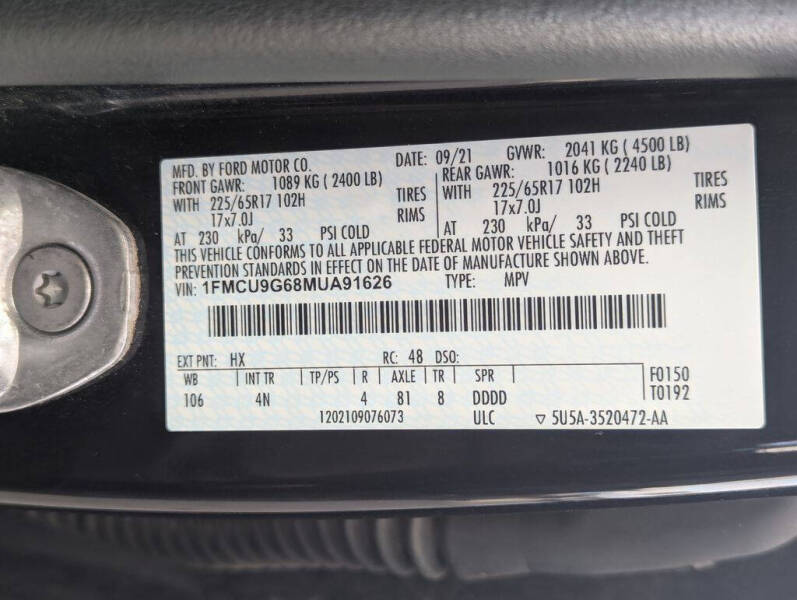 MFD. BY FORD MOTOR CO. DATE: 09/21 GVWR: 2041 KG ( 4500 LB)
FRONT GAWR: 1089 KG ( 2400 LB) REAR GAWR: 1016 KG ( 2240 LB)
WITH 225/65R17 102H TIRES WITH 225/65R17 102H TIRES
17x7.0J RIMS 17x7.0J RIMS
AT 230 kPa/ 33 PSI COLD AT 230 kPa/ 33 PSI COLD
THIS VEHICLE CONFORMS TO ALL APPLICABLE FEDERAL MOTOR VEHICLE SAFETY AND THEFT
PREVENTION STANDARDS IN EFFECT ON THE DATE OF MANUFACTURE SHOWN ABOVE.
VIN: 1FMCU9G68MUA91626 TYPE: MPV
EXT PNT: HX RC: 48 DSO:
WB INT TR TP/PS R AXLE TR SPR F0150
106 4N 4 81 8 DDDD T0192
1202109076073 ULC ▽ 5U5A-3520472-AA